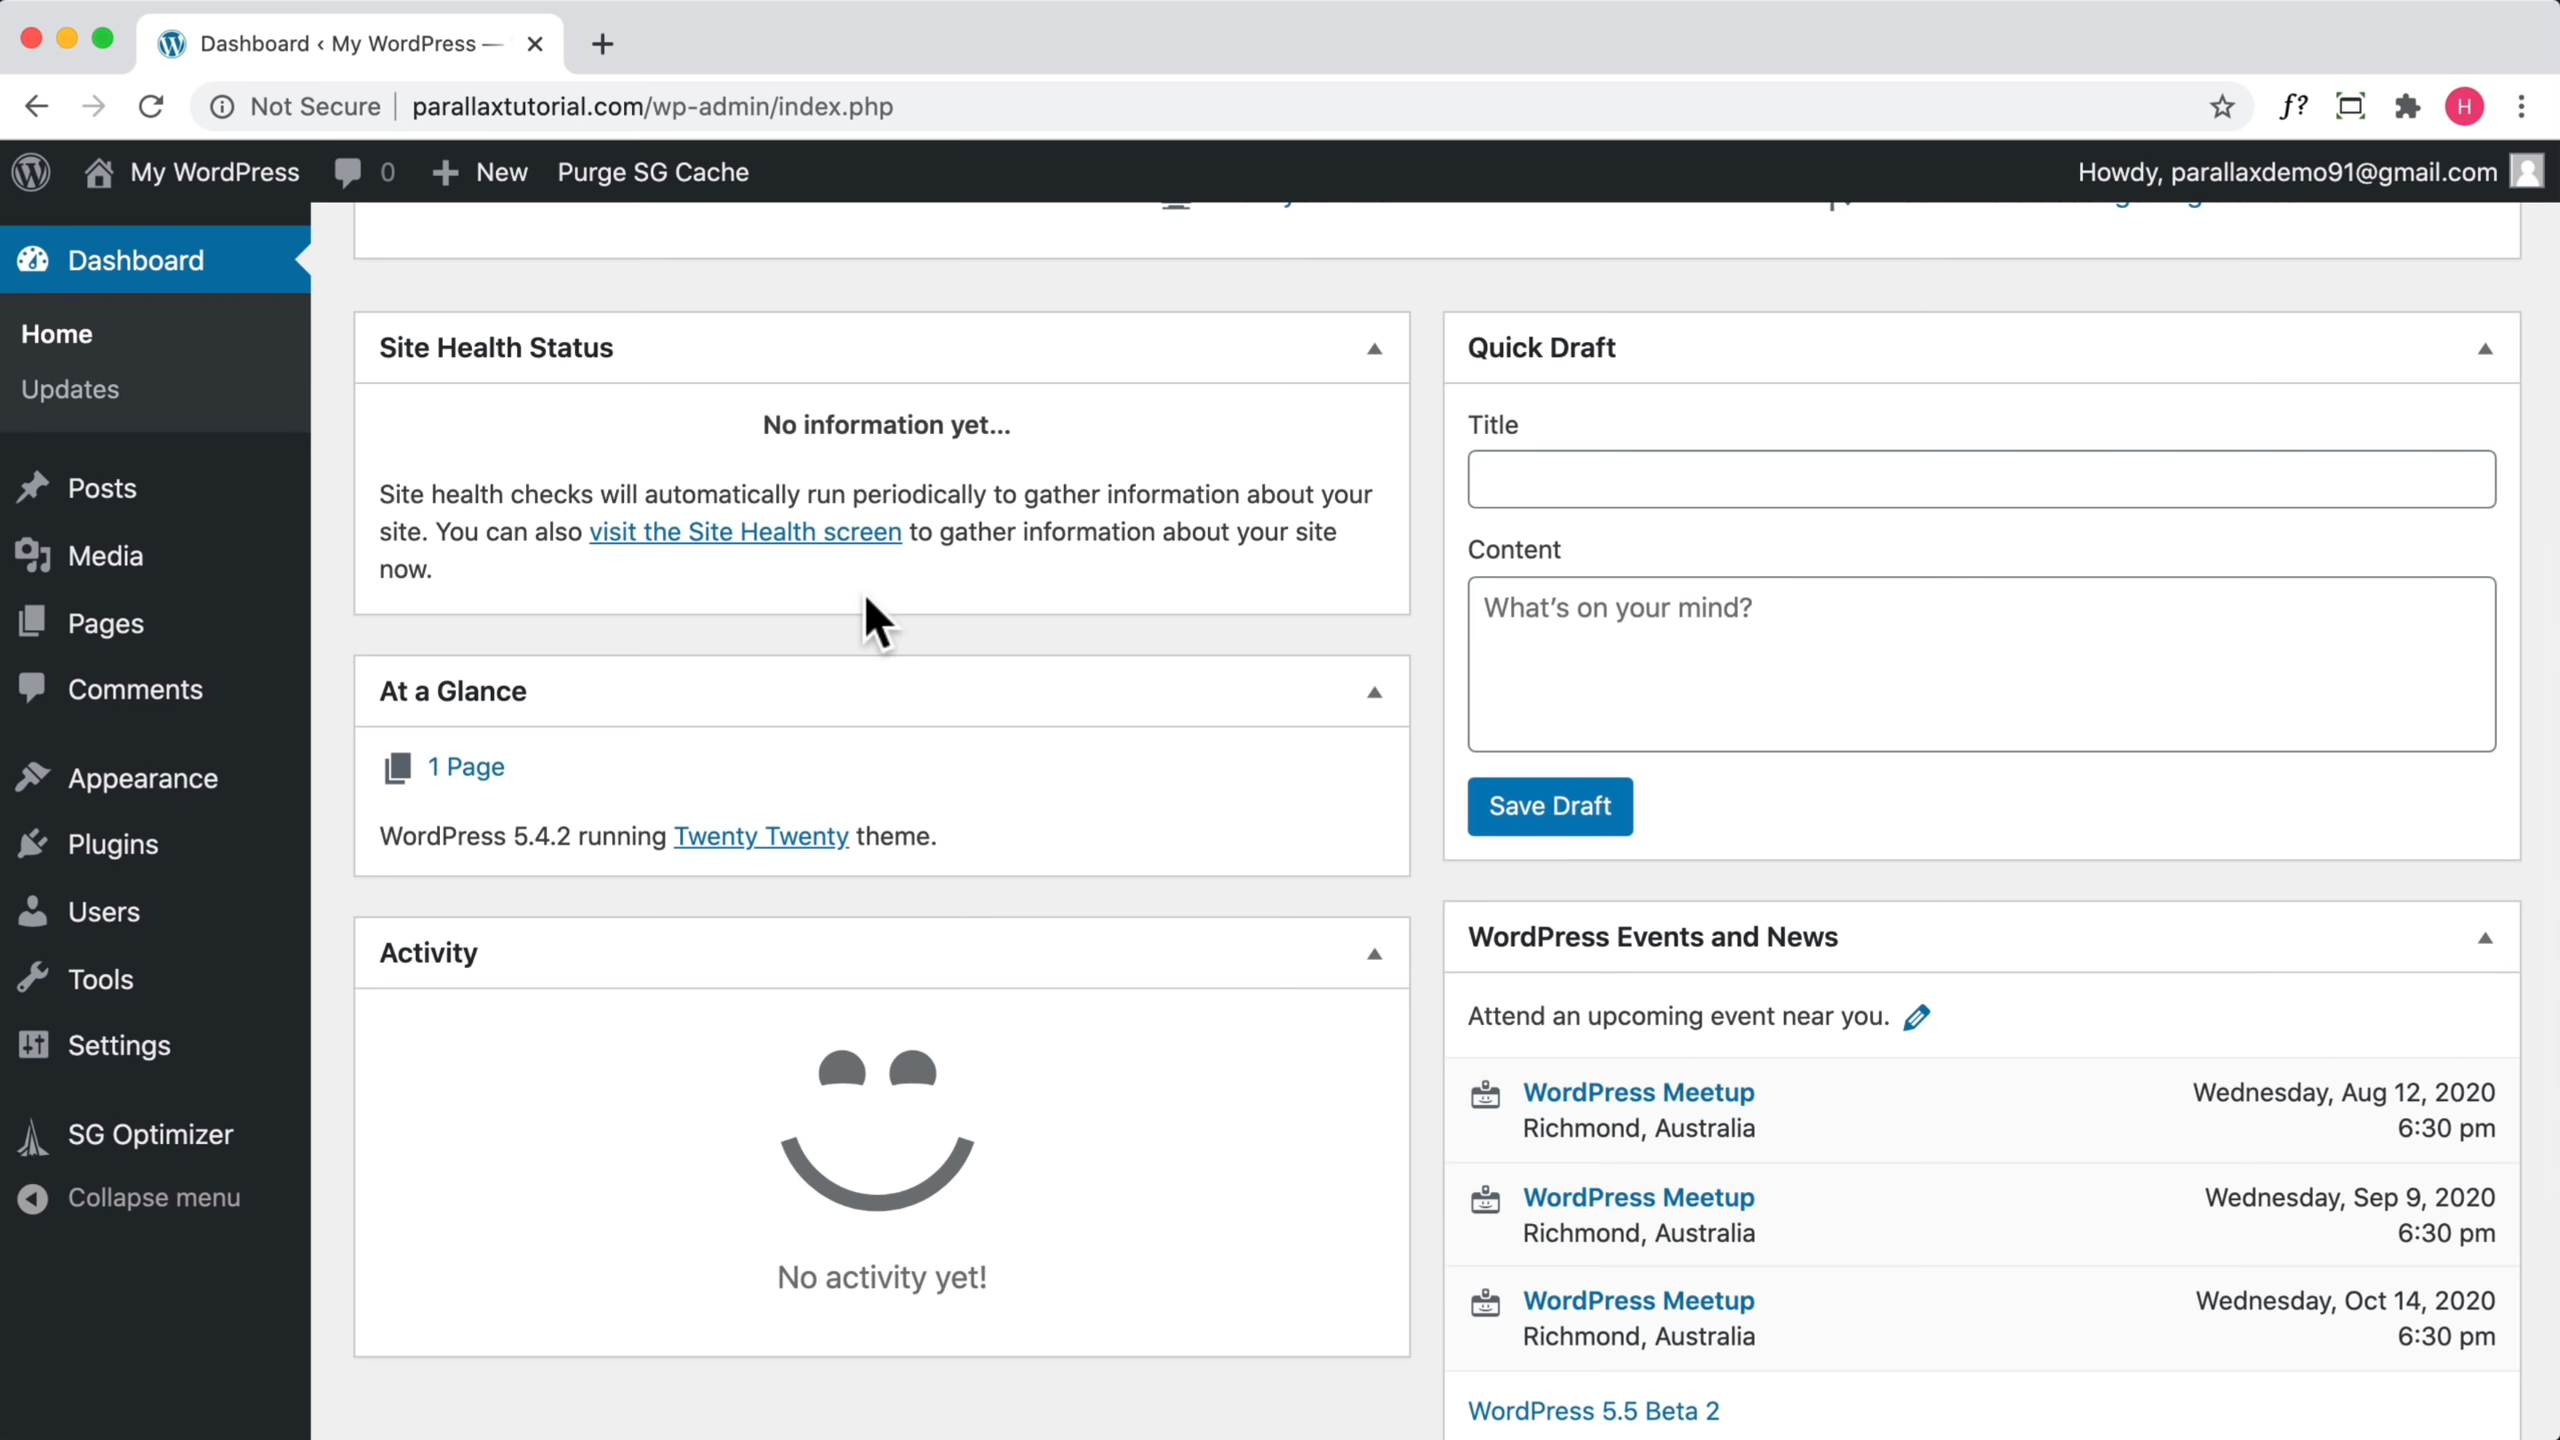 Dashboard ‹ My WordPress —
Not Secure | parallaxtutorial.com/wp-admin/index.php
f?
H
My WordPress
0
New
Purge SG Cache
Howdy, parallaxdemo91@gmail.com
Dashboard
Home
Updates
Posts
Media
Pages
Comments
Appearance
Plugins
Users
Tools
Settings
SG Optimizer
Collapse menu
Site Health Status
No information yet...
Site health checks will automatically run periodically to gather information about your
site. You can also visit the Site Health screen to gather information about your site
now.
At a Glance
1 Page
WordPress 5.4.2 running Twenty Twenty theme.
Activity
No activity yet!
Quick Draft
Title
Content
What's on your mind?
Save Draft
WordPress Events and News
Attend an upcoming event near you.
WordPress Meetup
Richmond, Australia
Wednesday, Aug 12, 2020
6:30 pm
WordPress Meetup
Richmond, Australia
Wednesday, Sep 9, 2020
6:30 pm
WordPress Meetup
Richmond, Australia
Wednesday, Oct 14, 2020
6:30 pm
WordPress 5.5 Beta 2